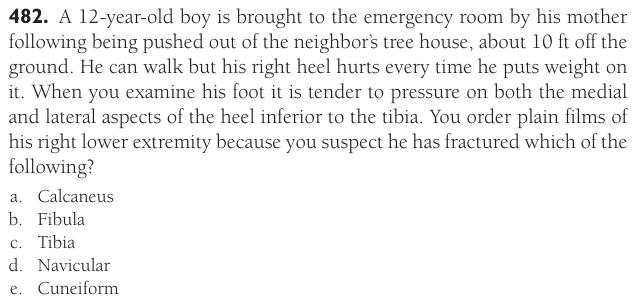 482. A 12-year-old boy is brought to the emergency room by his mother
following being pushed out of the neighbor's tree house, about 10 ft off the
ground. He can walk but his right heel hurts every time he puts weight on
it. When you examine his foot it is tender to pressure on both the medial
and lateral aspects of the heel inferior to the tibia. You order plain films of
his right lower extremity because you suspect he has fractured which of the
following?
a. Calcaneus
b. Fibula
c. Tibia
d. Navicular
e. Cuneiform